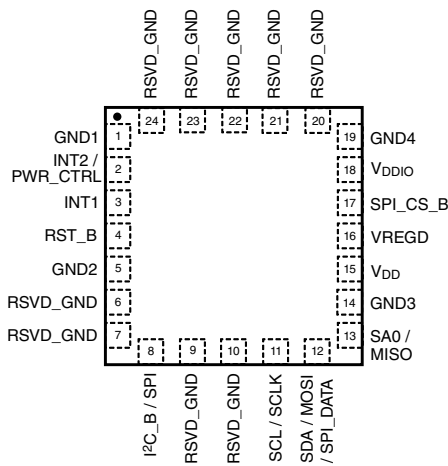 RSVD_GND
RSVD_GND
RSVD_GND
RSVD_GND
RSVD_GND
24
23
22
21
20
GND1
1
INT2 /
PWR_CTRL
2
INT1
3
RST_B
4
GND2
5
RSVD_GND
6
RSVD_GND
7
19
GND4
18
VDDIO
17
SPI_CS_B
16
VREGD
15
VDD
14
GND3
13
SA0 /
MISO
8
9
10
11
12
I²C_B / SPI
RSVD_GND
RSVD_GND
SCL / SCLK
SDA / MOSI
/ SPI_DATA